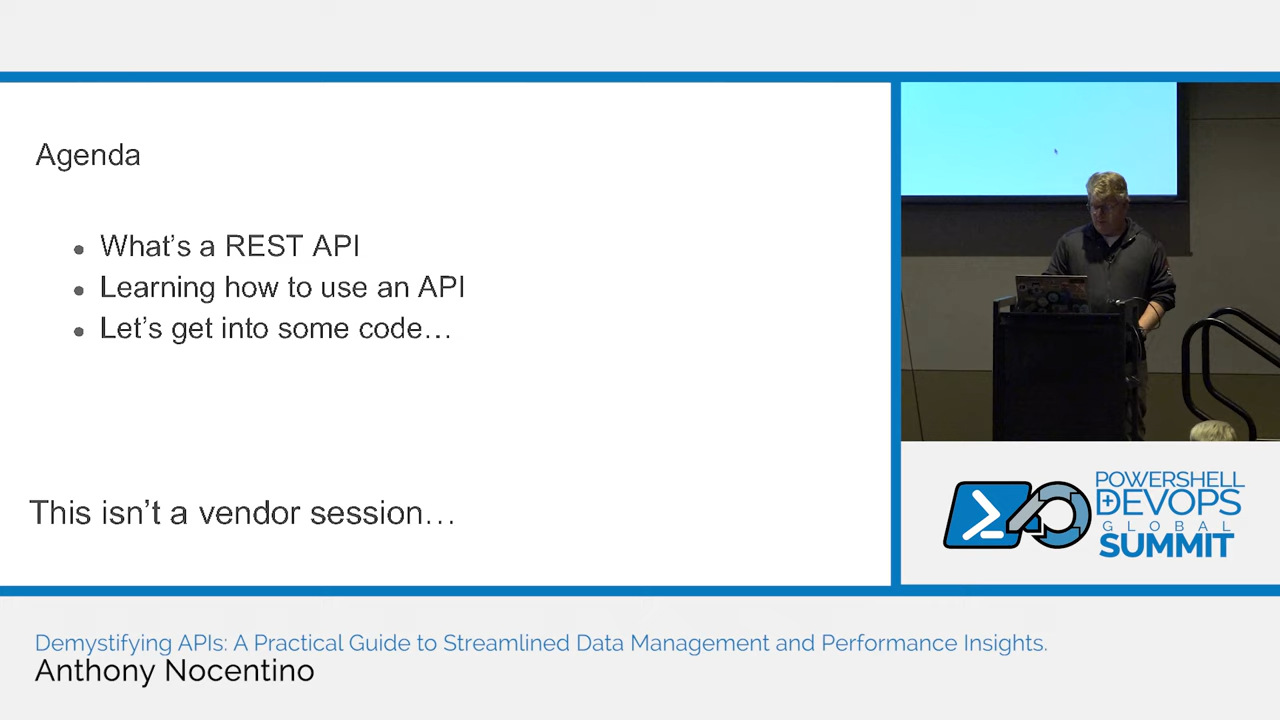 Agenda
What's a REST API
Learning how to use an API
Let's get into some code…
This isn't a vendor session…
POWERSHELL
DEVOPS
GLOBAL
SUMMIT
Demystifying APIs: A Practical Guide to Streamlined Data Management and Performance Insights.
Anthony Nocentino